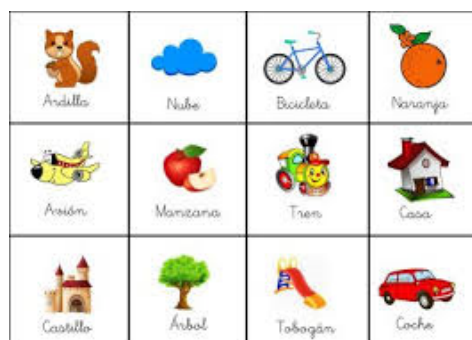 Ardilla
Nube
Bicicleta
Naranja
Avión
Manzana
Tren
Casa
Castillo
Árbol
Tobogán
Coche